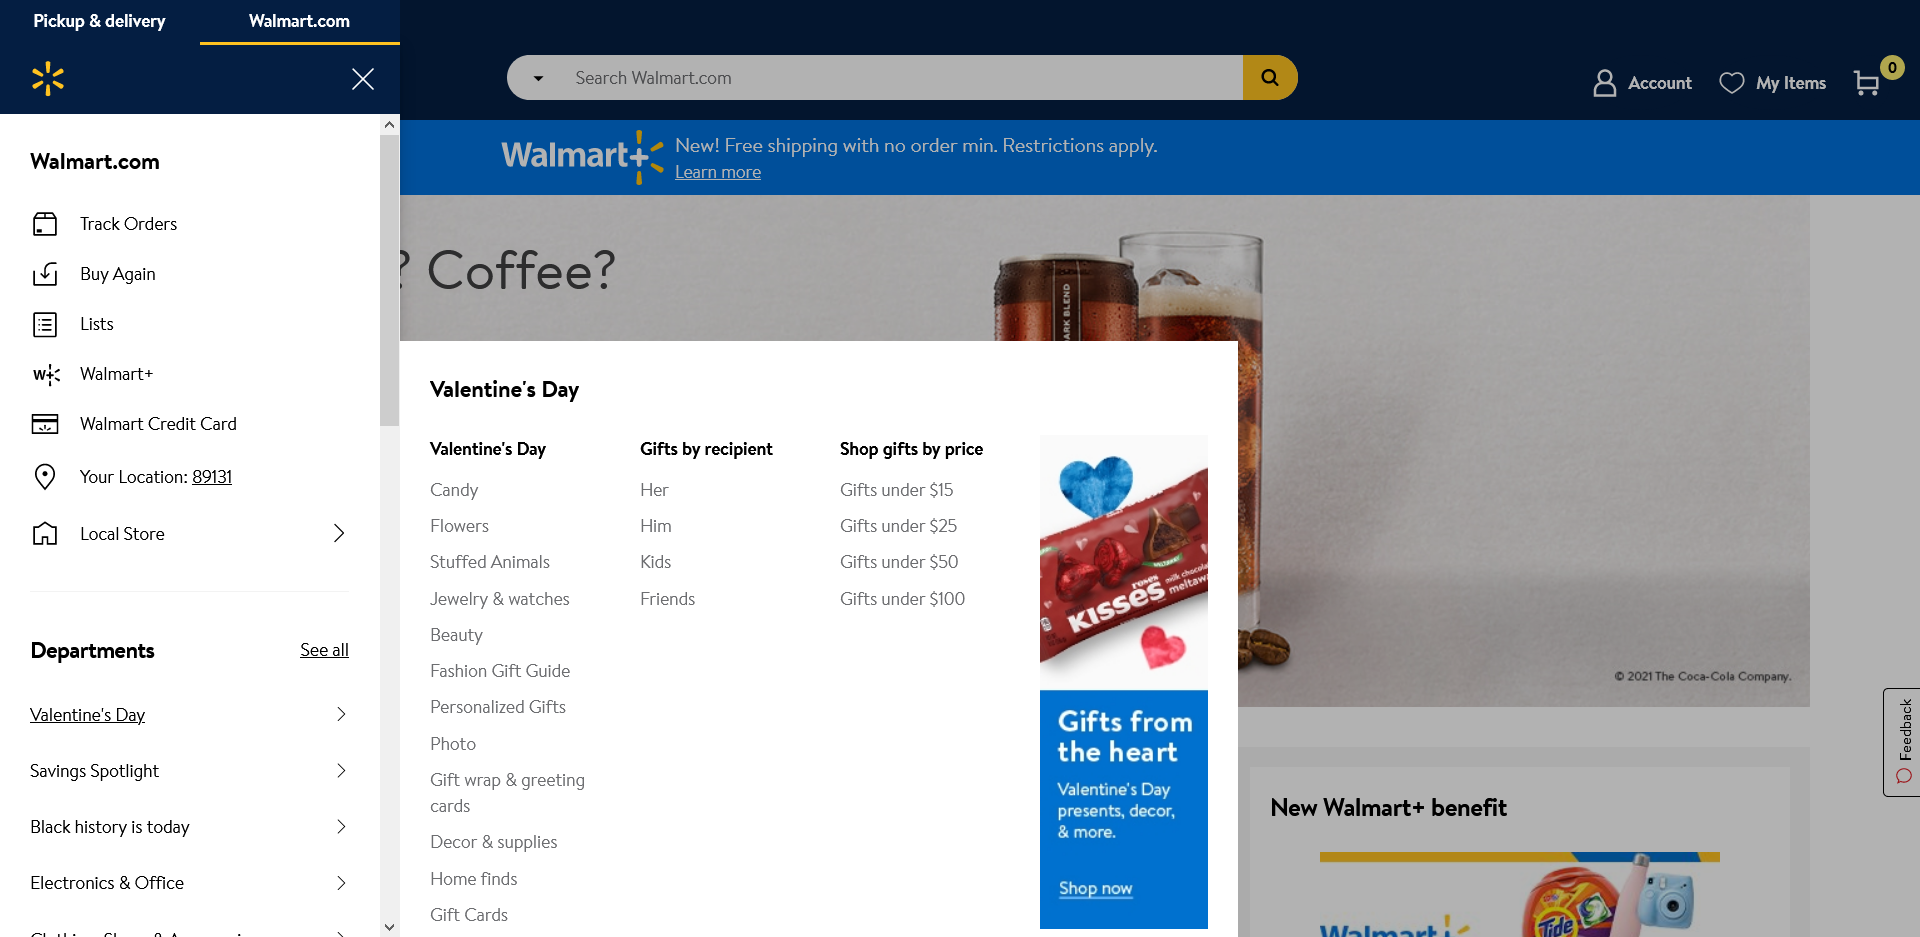 Pickup & delivery
Walmart.com
Search Walmart.com
Account
My Items
0
Walmart+
New! Free shipping with no order min. Restrictions apply.
Learn more
Walmart.com
Track Orders
Buy Again
Lists
W+ Walmart+
Walmart Credit Card
Your Location: 89131
Local Store
Departments
See all
Valentine's Day
Savings Spotlight
Black history is today
Electronics & Office
? Coffee?
ARK BLEND
© 2021 The Coca-Cola Company.
Valentine's Day
Valentine's Day
Candy
Flowers
Stuffed Animals
Jewelry & watches
Beauty
Fashion Gift Guide
Personalized Gifts
Photo
Gift wrap & greeting
cards
Decor & supplies
Home finds
Gift Cards
Gifts by recipient
Her
Him
Kids
Friends
Shop gifts by price
Gifts under $15
Gifts under $25
Gifts under $50
Gifts under $100
KISSES
milk chocola
meltaw
roses
Gifts from
the heart
Valentine's Day
presents, decor,
& more.
Shop now
Feedback
New Walmart+ benefit
Walmart+
Tide